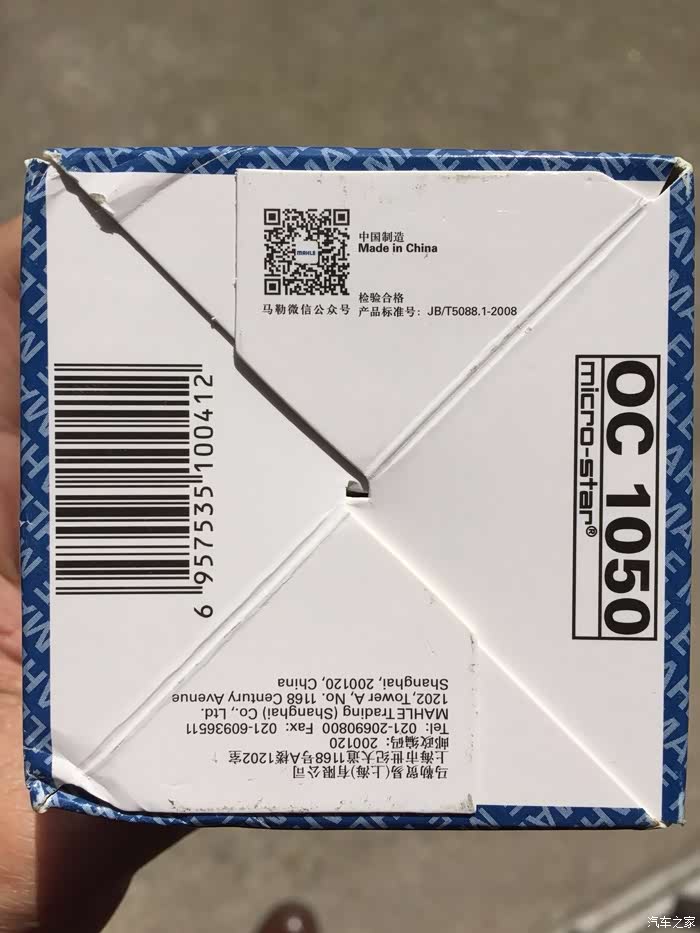 MAHLE
中国制造
Made in China
检验合格
马勒微信公众号
产品标准号：JB/T5088.1-2008
OC 1050
micro-star®
6 957535 100412
马勒贸易(上海)有限公司
上海市世纪大道1168号A楼1202室
邮政编码：200120
Tel: 021-20690800  Fax: 021-60936511
MAHLE Trading (Shanghai) Co., Ltd.
1202, Tower A, No. 1168 Century Avenue
Shanghai, 200120, China
汽车之家